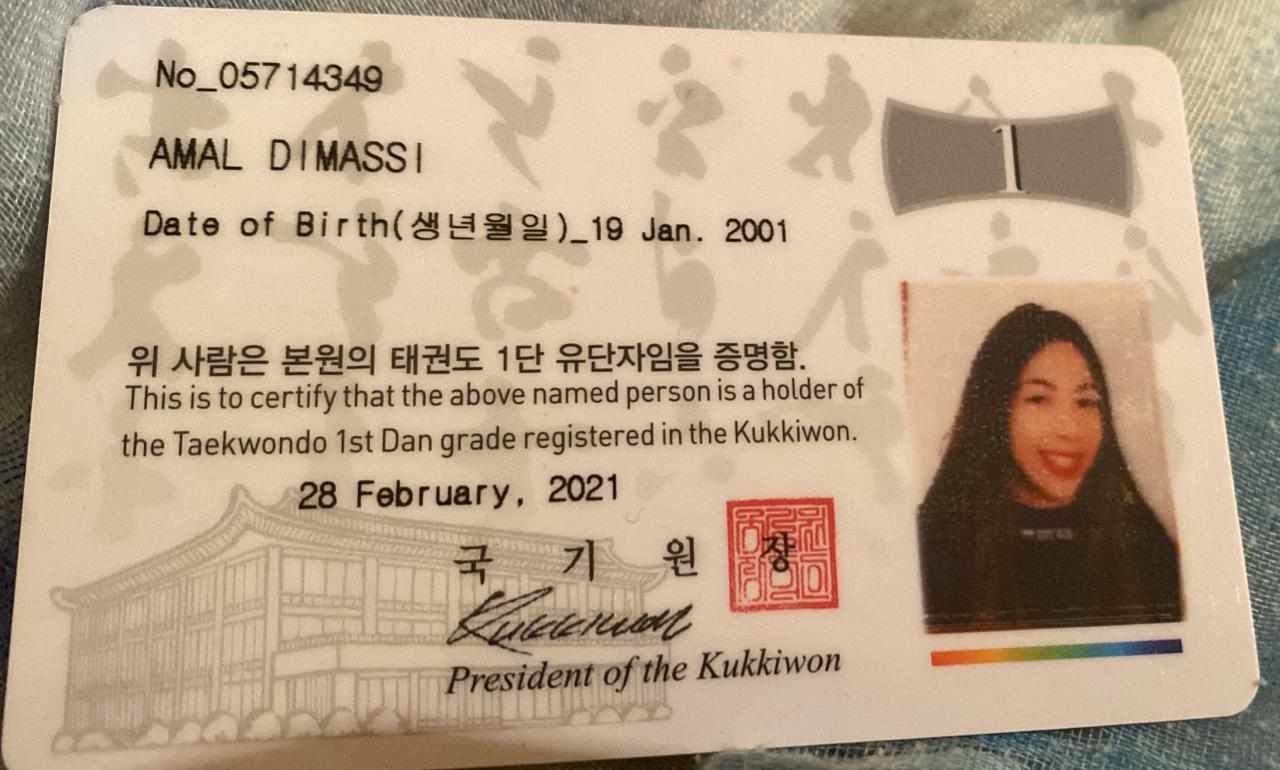 No_05714349
1
AMAL DIMASSI
Date of Birth(생년월일)_19 Jan. 2001
위 사람은 본원의 태권도 1단 유단자임을 증명함.
This is to certify that the above named person is a holder of
the Taekwondo 1st Dan grade registered in the Kukkiwon.
28 February, 2021
국 기 원 장
Kukkiwon
President of the Kukkiwon